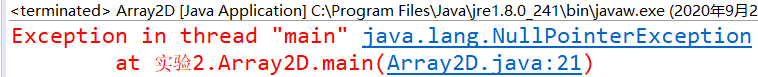 <terminated> Array2D [Java Application] C:\Program Files\Java\jre1.8.0_241\bin\javaw.exe (2020年9月2
Exception in thread "main" java.lang.NullPointerException
at 实验2.Array2D.main(Array2D.java:21)